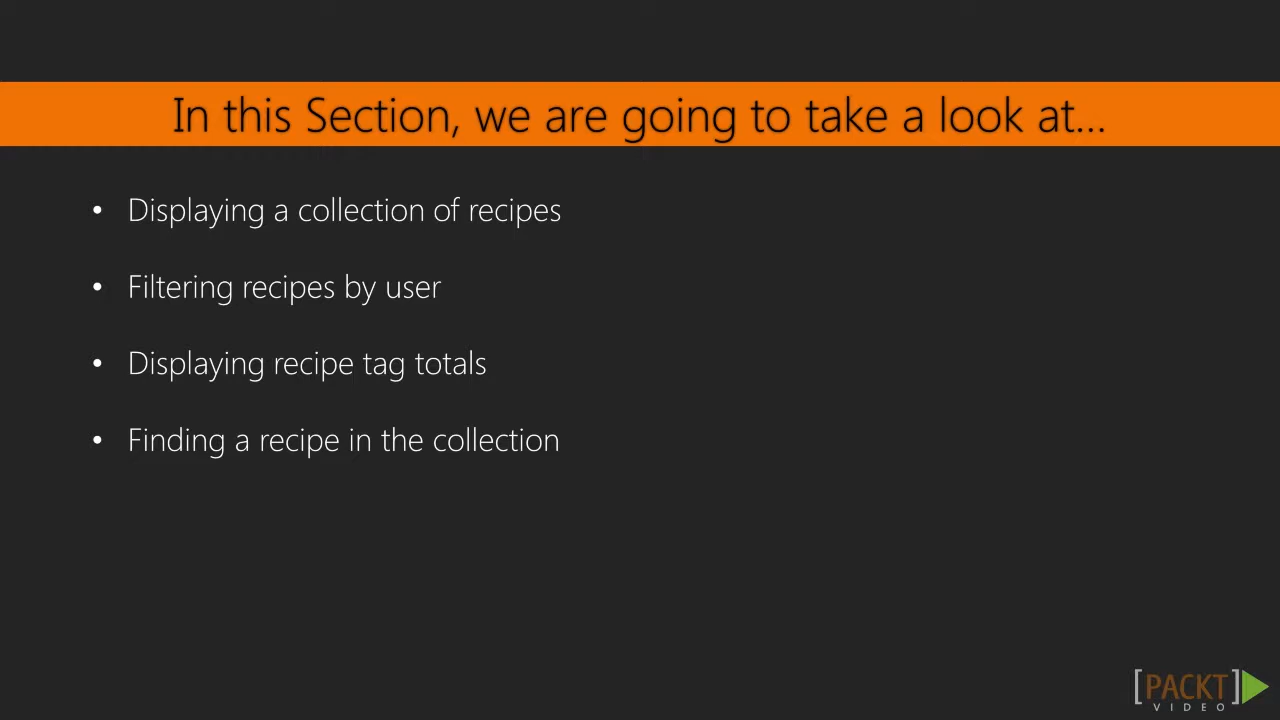 In this Section, we are going to take a look at...
• Displaying a collection of recipes
• Filtering recipes by user
• Displaying recipe tag totals
• Finding a recipe in the collection
[PACKT]
VIDEO